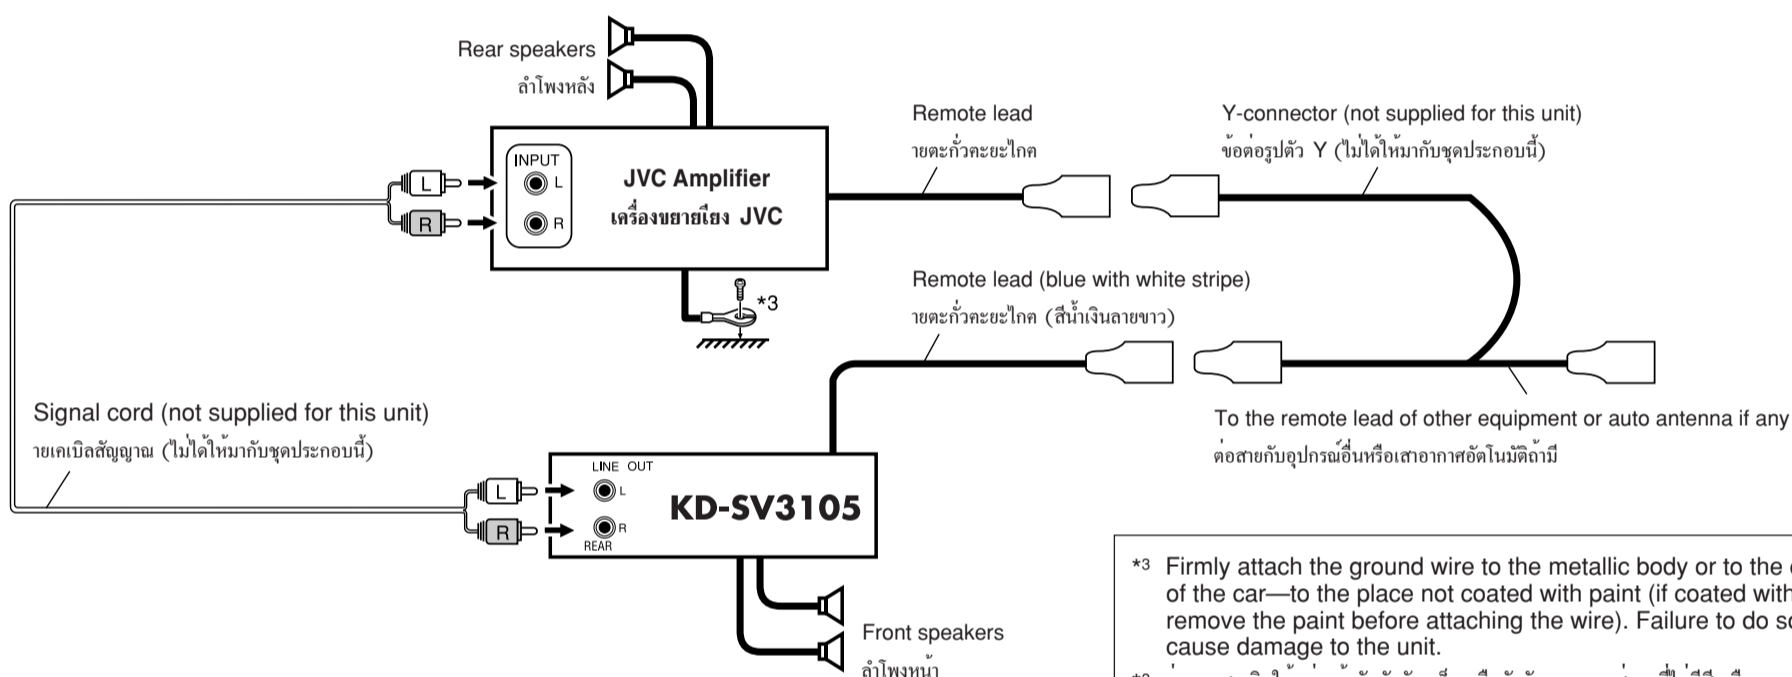 Rear speakers
ลำโพงหลัง
INPUT
L
R
L
R
JVC Amplifier
เครื่องขยายเียง JVC
*3
Remote lead
ายตะกั่วคะยะไกค
Y-connector (not supplied for this unit)
ข้อต่อรูปตัว Y (ไม่ได้ให้มากับชุดประกอบนี้)
Remote lead (blue with white stripe)
ายตะกั่วคะยะไกค (สีน้ำเงินลายขาว)
To the remote lead of other equipment or auto antenna if any
ต่อสายกับอุปกรณ์อื่นหรือเสาอากาศอัตโนมัติถ้ามี
Signal cord (not supplied for this unit)
ายเคเบิลสัญญาณ (ไม่ได้ให้มากับชุดประกอบนี้)
LINE OUT
L
R
L
R
REAR
KD-SV3105
Front speakers
ลำโพงหน้า
*3 Firmly attach the ground wire to the metallic body or to the
of the car—to the place not coated with paint (if coated with
remove the paint before attaching the wire). Failure to do
cause damage to the unit.